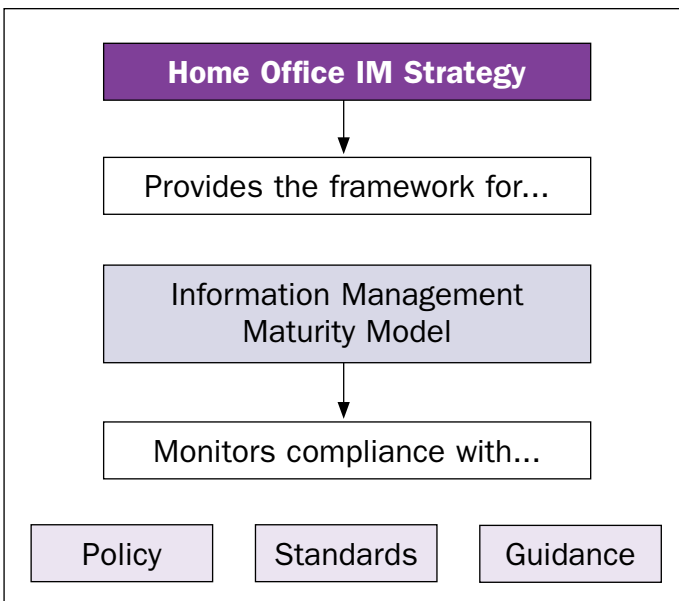 Home Office IM Strategy
Provides the framework for...
Information Management
Maturity Model
Monitors compliance with...
Policy Standards Guidance